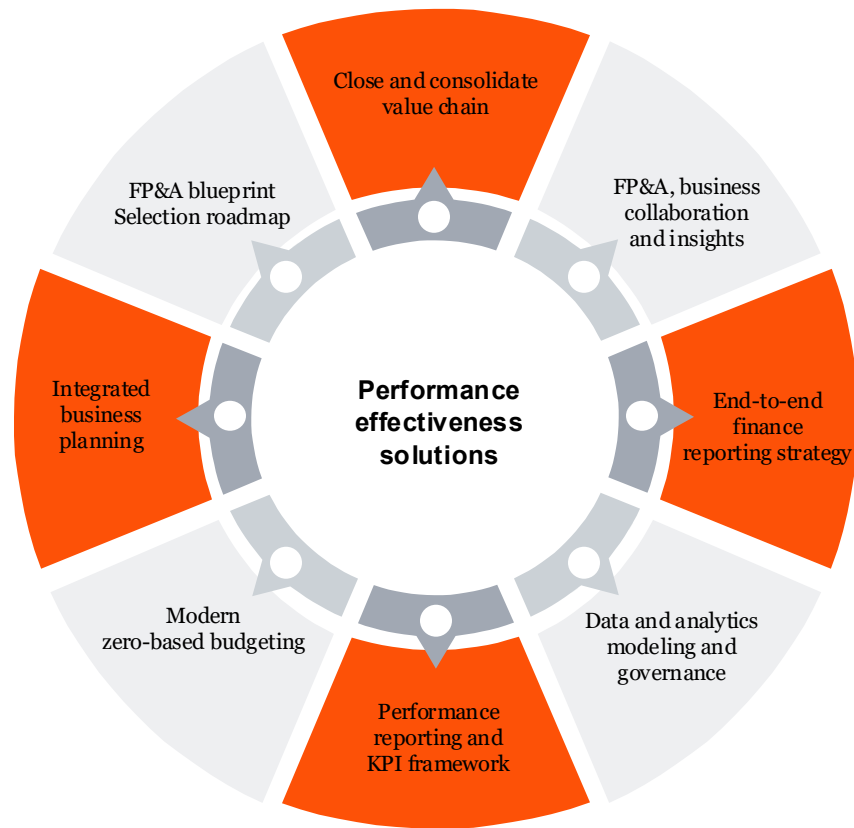 Close and consolidate
value chain
FP&A, business
collaboration
and insights
End-to-end
finance
reporting strategy
Data and analytics
modeling and
governance
Performance
reporting and
KPI framework
Modern
zero-based budgeting
Integrated
business
planning
FP&A blueprint
Selection roadmap
Performance
effectiveness
solutions